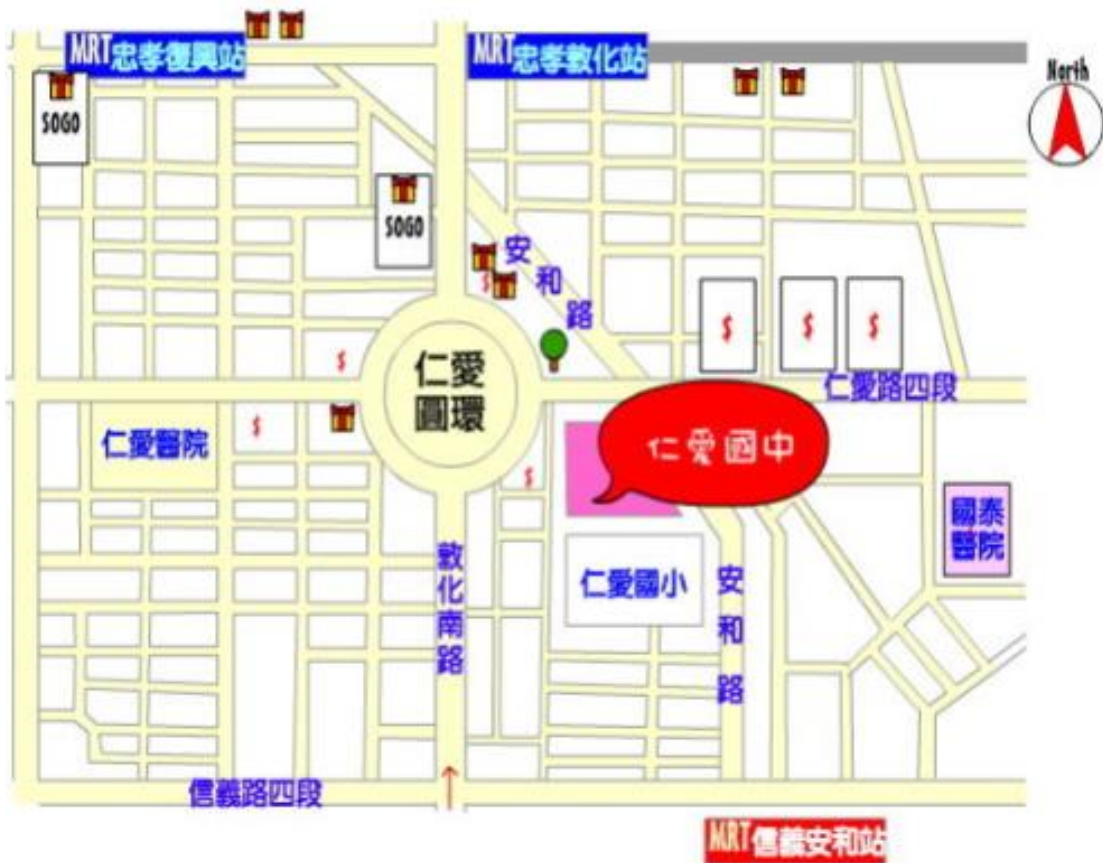 MRT忠孝復興站
MRT忠孝敦化站
North
SOGO
SOGO
安和路
$
$
$
$
$
仁愛圓環
仁愛路四段
$
仁愛醫院
仁愛國中
$
國泰醫院
敦化南路
仁愛國小
安和路
信義路四段
MRT信義安和站